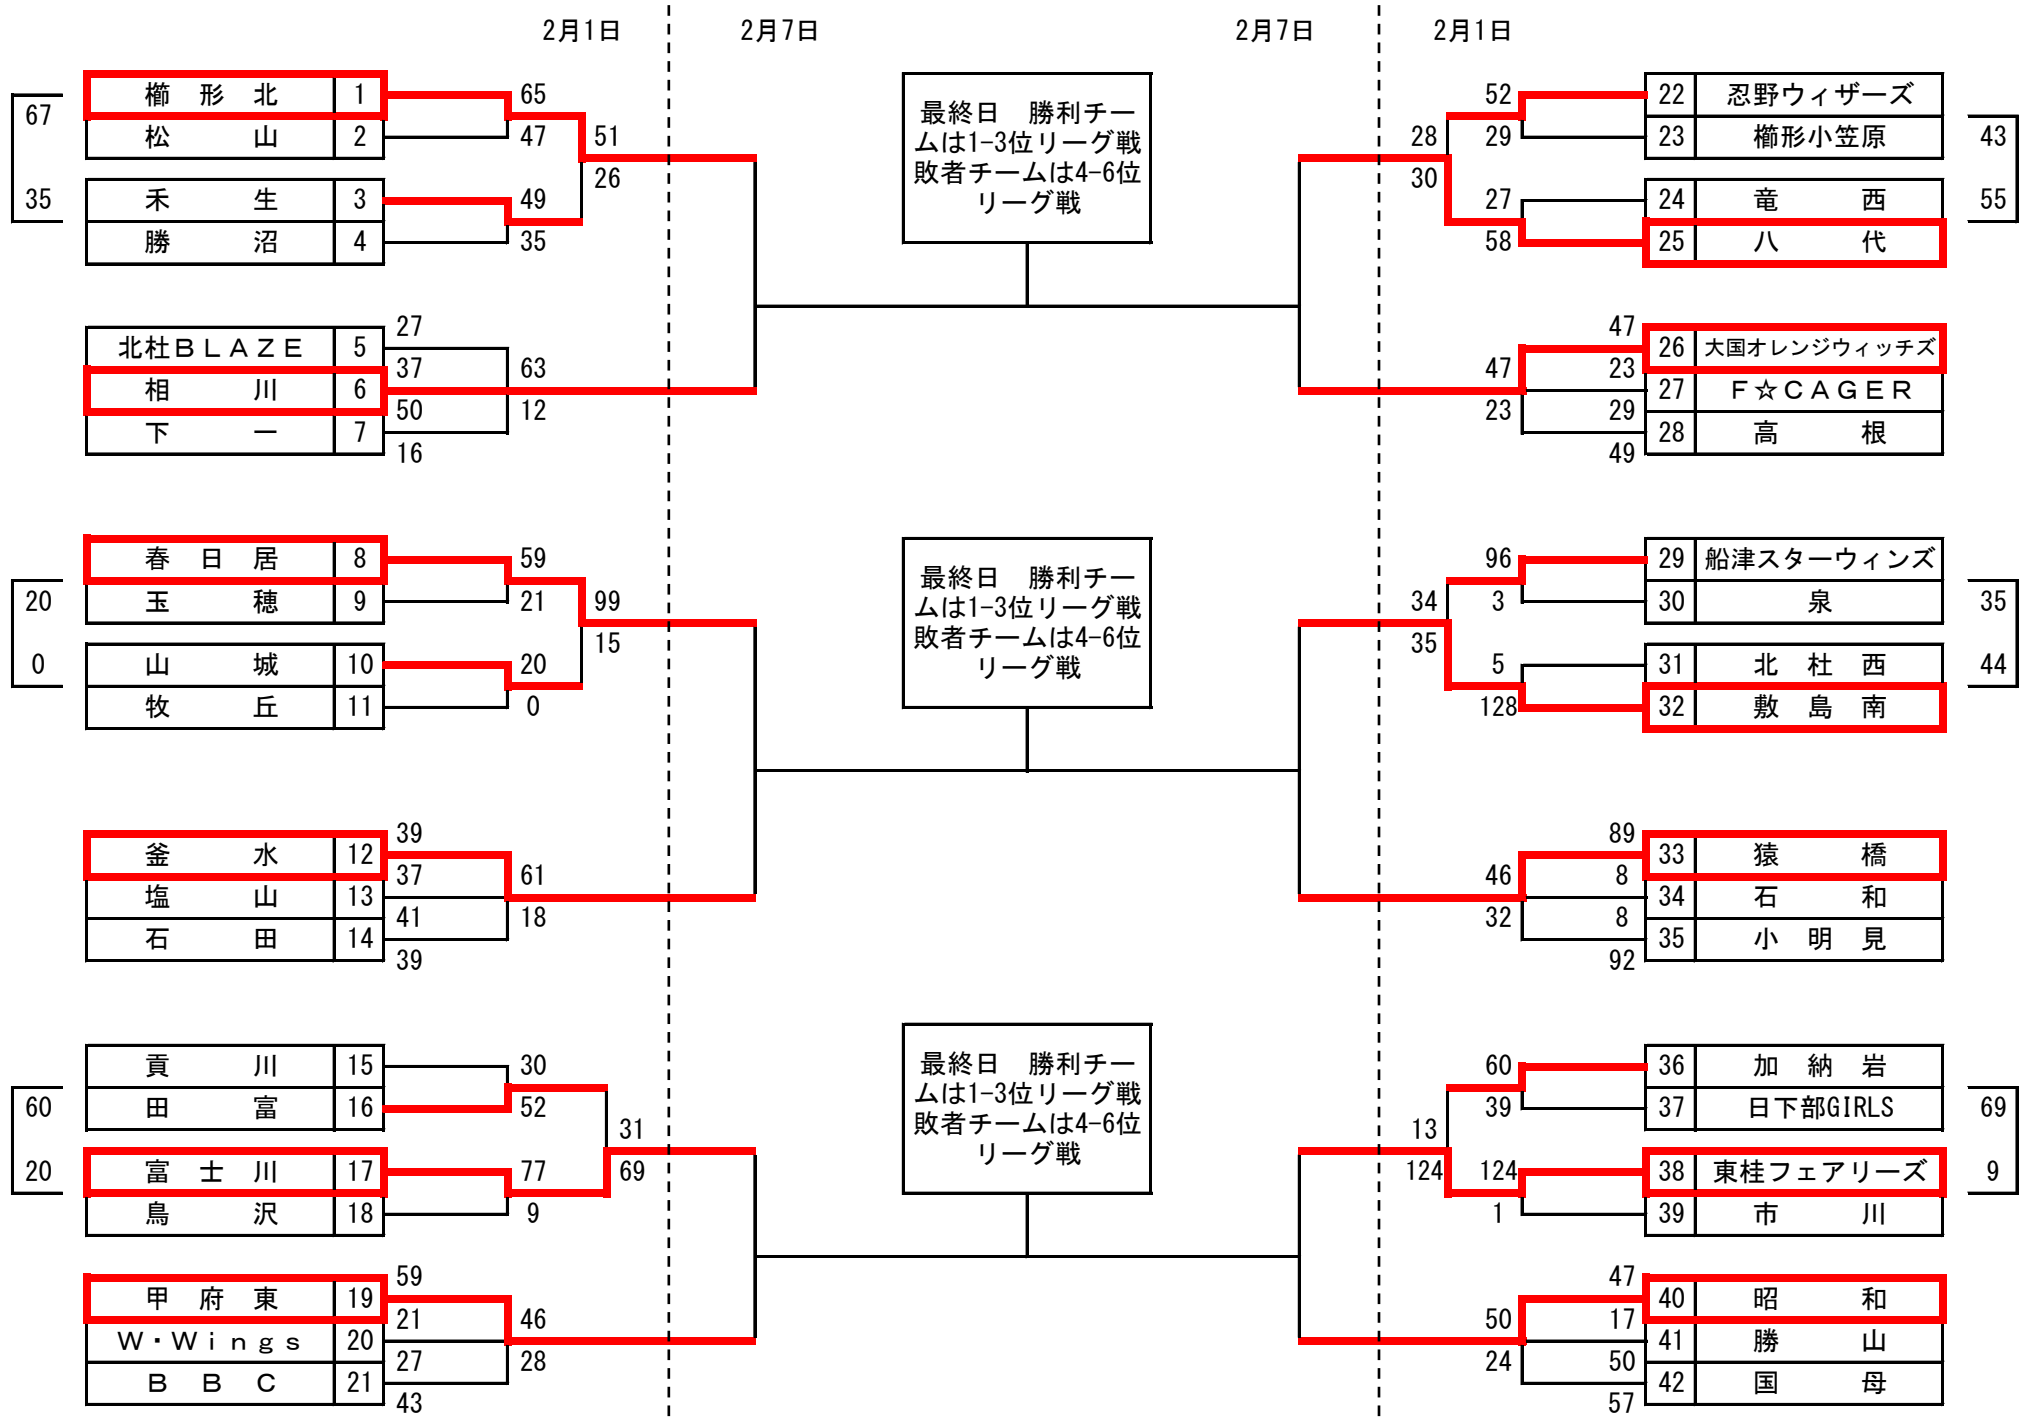 2月1日 2月7日 2月7日 2月1日
櫛形北 1
松山 2
禾生 3
勝沼 4
67
35
65
47
49
35
51
26
北杜BLAZE 5
相川 6
下一 7
27
37
50
16
63
12
春日居 8
玉穂 9
山城 10
牧丘 11
20
0
59
21
20
0
99
15
釜水 12
塩山 13
石田 14
39
37
41
39
61
18
貢川 15
田富 16
富士川 17
鳥沢 18
60
20
30
52
77
9
31
69
甲府東 19
W・Wings 20
BBC 21
59
21
27
43
46
28
最終日 勝利チー
ムは1-3位リーグ戦
敗者チームは4-6位
リーグ戦
最終日 勝利チー
ムは1-3位リーグ戦
敗者チームは4-6位
リーグ戦
最終日 勝利チー
ムは1-3位リーグ戦
敗者チームは4-6位
リーグ戦
22 忍野ウィザーズ
23 櫛形小笠原
24 竜西
25 八代
52
29
27
58
28
30
43
55
26 大国オレンジウィッチズ
27 F☆CAGER
28 高根
47
23
29
49
47
23
29 船津スターウィンズ
30 泉
31 北杜西
32 敷島南
96
3
5
128
34
35
35
44
33 猿橋
34 石和
35 小明見
89
8
8
92
46
32
36 加納岩
37 日下部GIRLS
38 東桂フェアリーズ
39 市川
60
39
124
1
13
124
69
9
40 昭和
41 勝山
42 国母
47
17
50
57
50
24